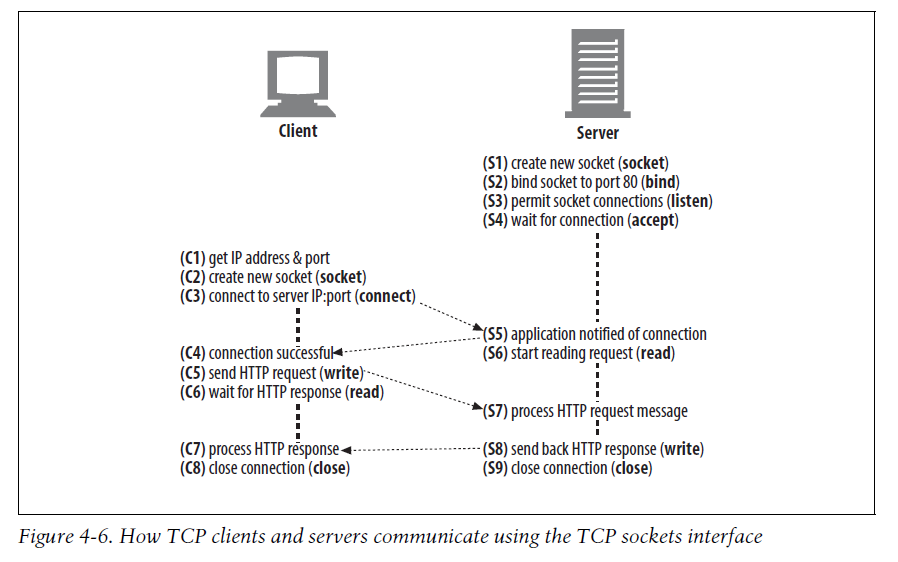 Client
Server
(S1) create new socket (socket)
(S2) bind socket to port 80 (bind)
(S3) permit socket connections (listen)
(S4) wait for connection (accept)
(C1) get IP address & port
(C2) create new socket (socket)
(C3) connect to server IP:port (connect)
(S5) application notified of connection
(C4) connection successful
(S6) start reading request (read)
(C5) send HTTP request (write)
(C6) wait for HTTP response (read)
(S7) process HTTP request message
(C7) process HTTP response
(S8) send back HTTP response (write)
(C8) close connection (close)
(S9) close connection (close)
Figure 4-6. How TCP clients and servers communicate using the TCP sockets interface